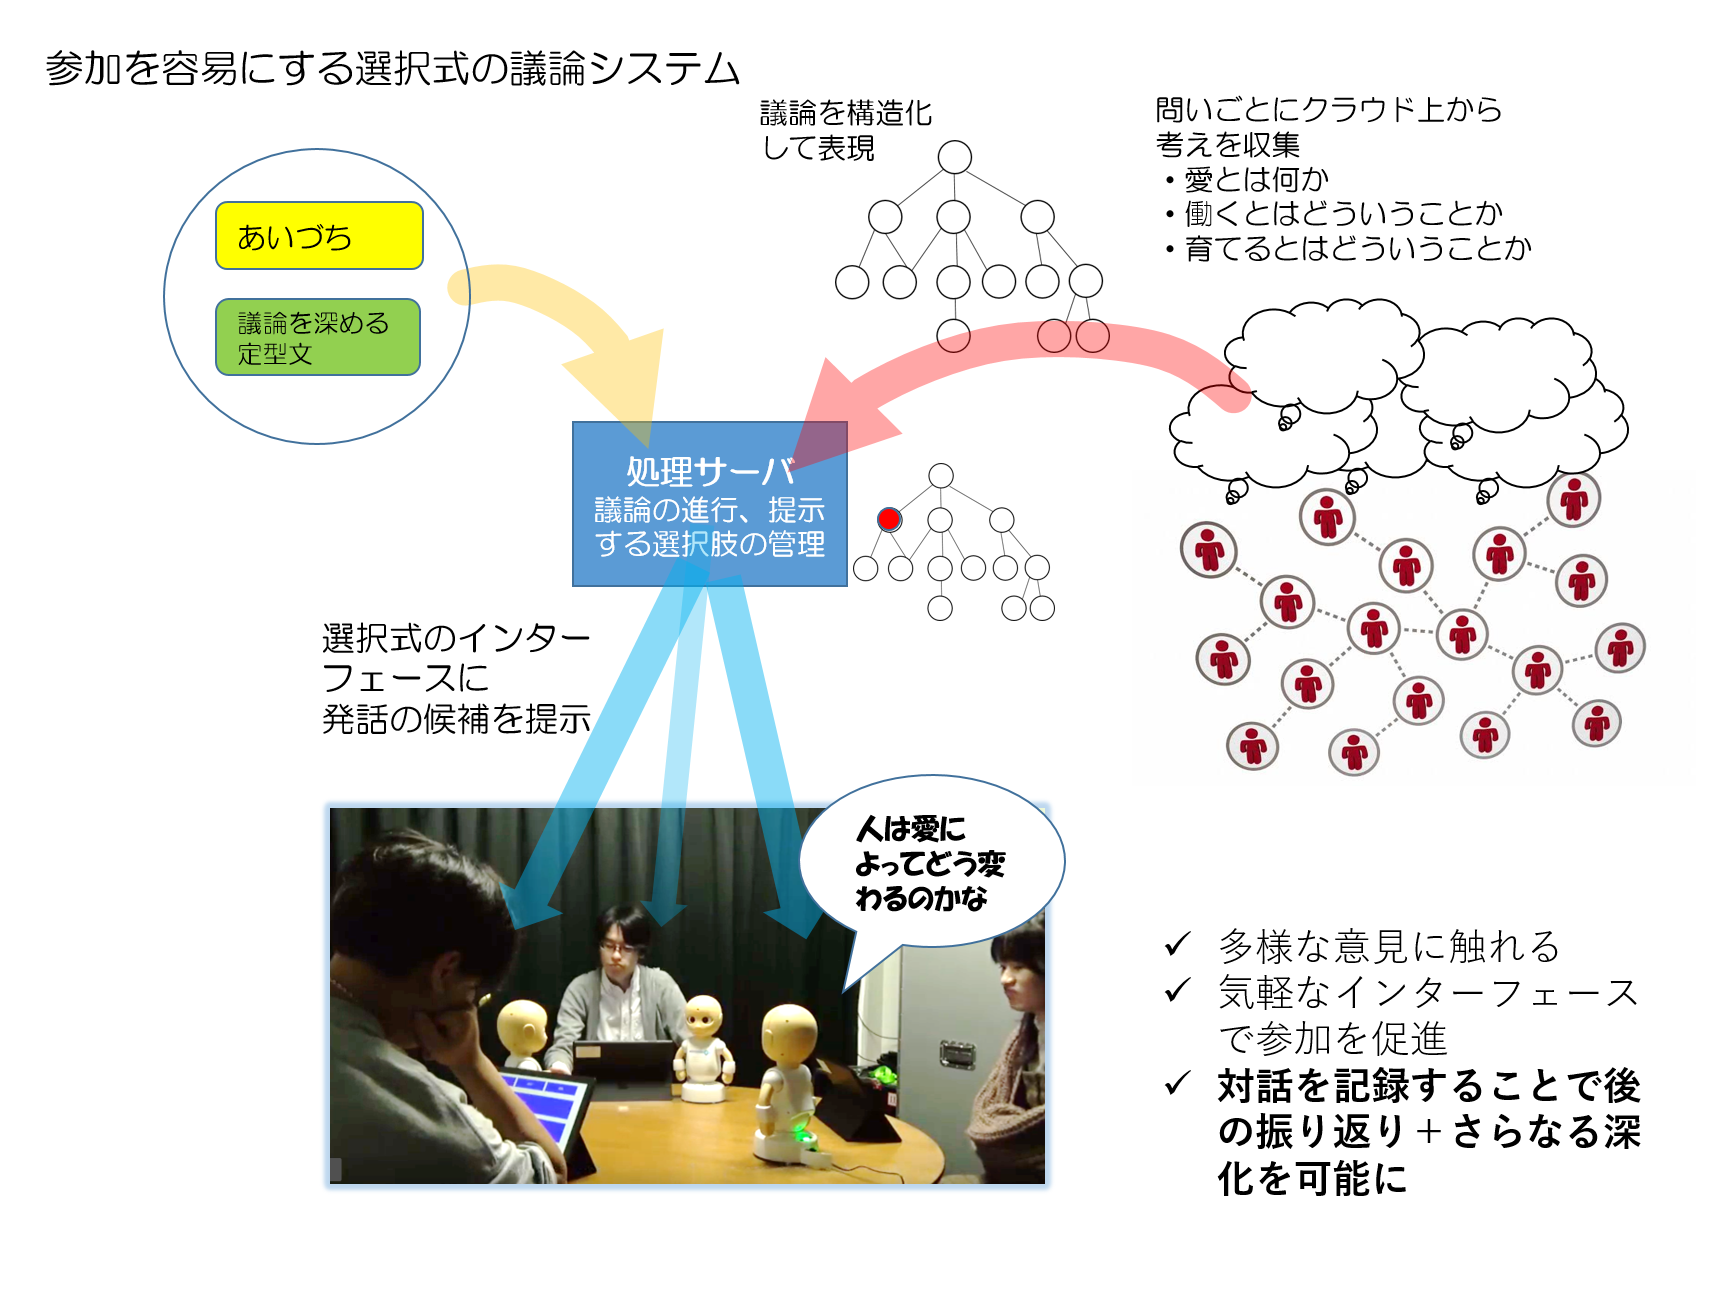 参加を容易にする選択式の議論システム
議論を構造化
して表現
問いごとにクラウド上から
考えを収集
・愛とは何か
・働くとはどういうことか
・育てるとはどういうことか
あいづち
議論を深める
定型文
処理サーバ
議論の進行、提示
する選択肢の管理
選択式のインター
フェースに
発話の候補を提示
人は愛に
よってどう変
わるのかな
✓ 多様な意見に触れる
✓ 気軽なインターフェース
で参加を促進
✓ 対話を記録することで後
の振り返り＋さらなる深
化を可能に